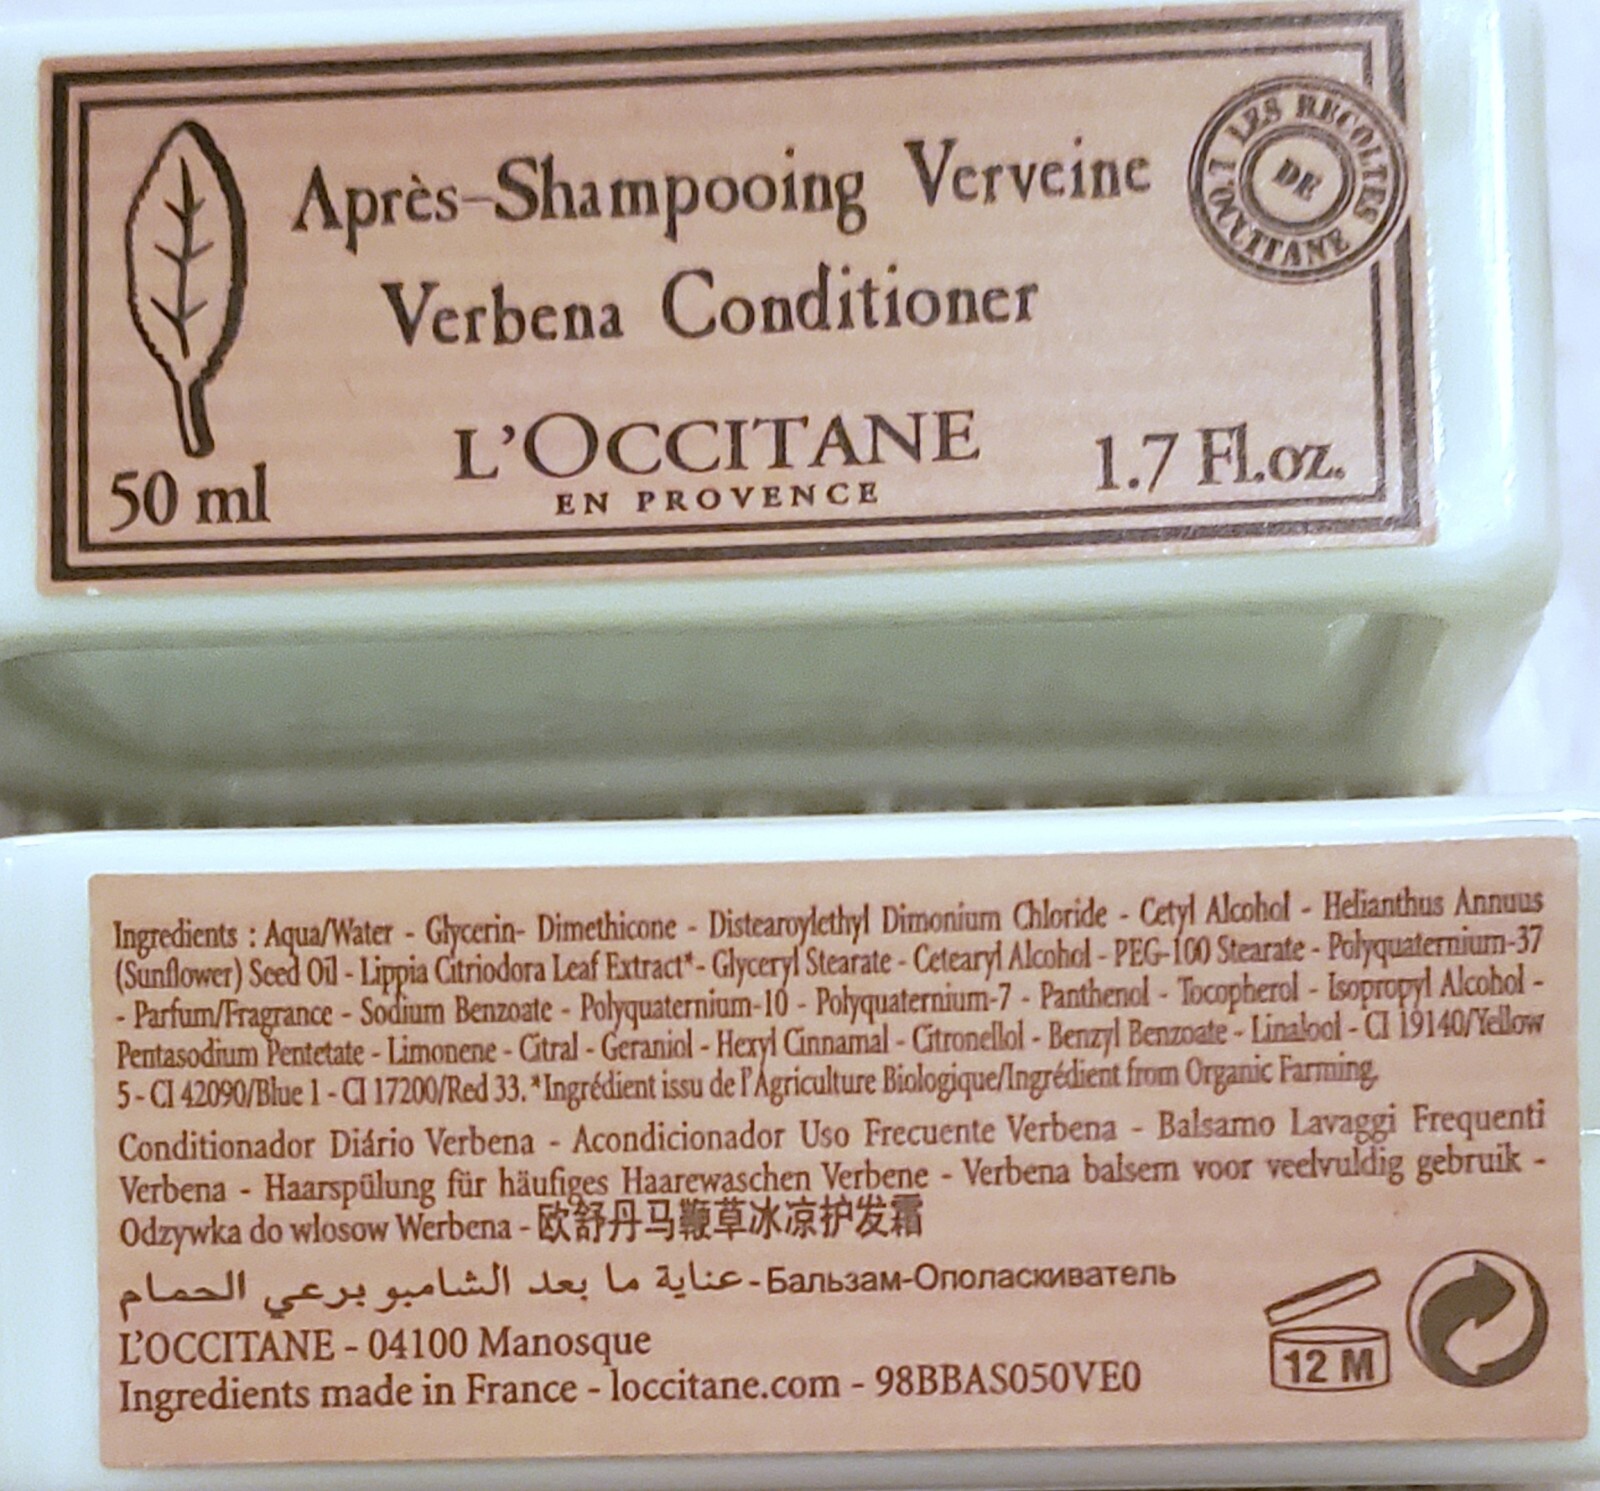 Après-Shampooing Verveine
Verbena Conditioner
LES RECOLTES
DE
L'OCCITANE
L'OCCITANE
EN PROVENCE
50 ml
1.7 Fl.oz.
Ingredients : Aqua/Water - Glycerin- Dimethicone - Distearoylethyl Dimonium Chloride - Cetyl Alcohol - Helianthus Annuus
(Sunflower) Seed Oil - Lippia Citriodora Leaf Extract*- Glyceryl Stearate - Cetearyl Alcohol - PEG-100 Stearate - Polyquaternium-37
- Parfum/Fragrance - Sodium Benzoate - Polyquaternium-10 - Polyquaternium-7 - Panthenol - Tocopherol - Isopropyl Alcohol -
Pentasodium Pentetate - Limonene - Citral - Geraniol - Hexyl Cinnamal - Citronellol - Benzyl Benzoate - Linalool - CI 19140/Yellow
5 - CI 42090/Blue 1 - CI 17200/Red 33. *Ingrédient issu de l'Agriculture Biologique/Ingrédient from Organic Farming.
Conditionador Diário Verbena - Acondicionador Uso Frecuente Verbena - Balsamo Lavaggi Frequenti
Verbena - Haarspülung für häufiges Haarewaschen Verbene - Verbena balsem voor veelvuldig gebruik -
Odzywka do wlosow Werbena - 欧舒丹马鞭草冰凉护发霜
عناية ما بعد الشامبو برعي الحمام - Бальзам-Ополаскиватель
L'OCCITANE - 04100 Manosque
Ingredients made in France - loccitane.com - 98BBAS050VE0
12 M